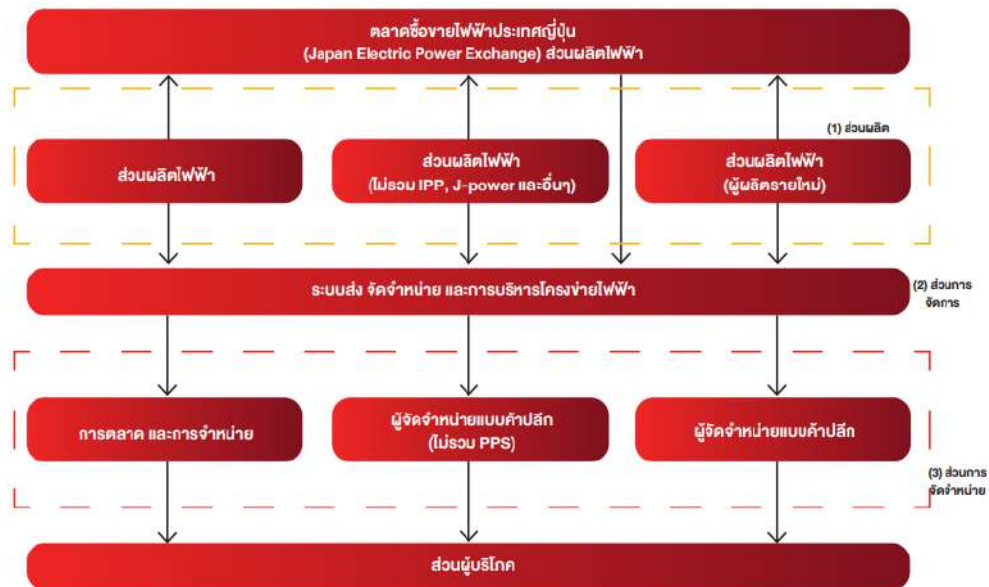 ตลาดซื้อขายไฟฟ้าประเทศญี่ปุ่น
(Japan Electric Power Exchange) ส่วนผลิตไฟฟ้า
(1) ส่วนผลิต
ส่วนผลิตไฟฟ้า
ส่วนผลิตไฟฟ้า
(ไม่รวม IPP, J-power และอื่นๆ)
ส่วนผลิตไฟฟ้า
(ผู้ผลิตรายใหม่)
ระบบส่ง จัดจำหน่าย และการบริหารโครงข่ายไฟฟ้า
(2) ส่วนการ
จัดการ
การตลาด และการจำหน่าย
ผู้จัดจำหน่ายแบบค้าปลีก
(ไม่รวม PPS)
ผู้จัดจำหน่ายแบบค้าปลีก
(3) ส่วนการ
จัดจำหน่าย
ส่วนผู้บริโภค